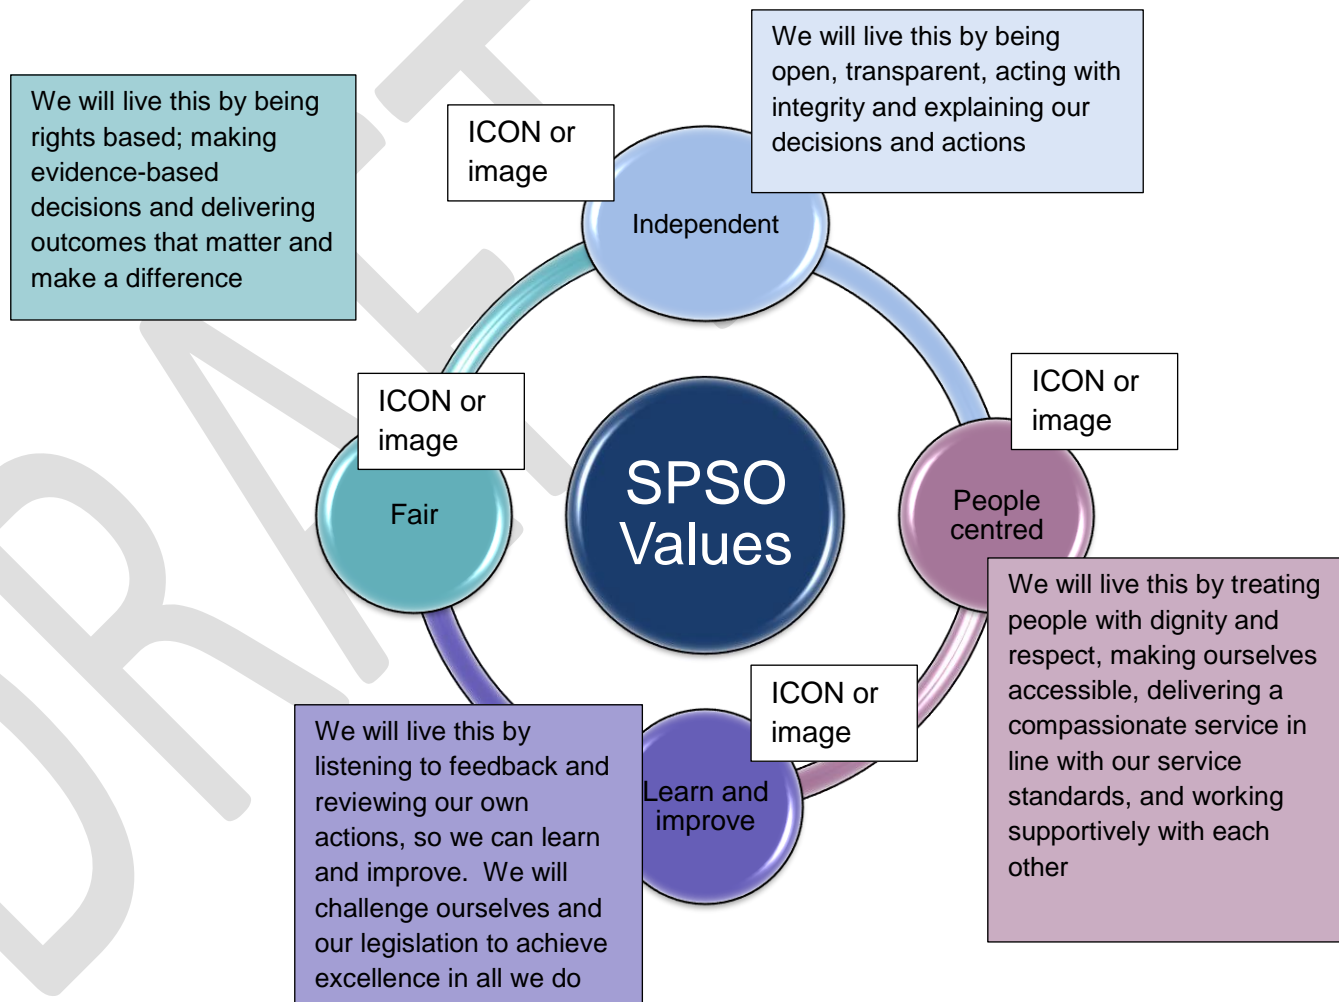 We will live this by being
open, transparent, acting with
integrity and explaining our
decisions and actions
We will live this by being
rights based; making
evidence-based
decisions and delivering
outcomes that matter and
make a difference
ICON or
image
Independent
ICON or
image
ICON or
image
Fair
SPSO
Values
People
centred
We will live this by treating
people with dignity and
respect, making ourselves
accessible, delivering a
compassionate service in
line with our service
standards, and working
supportively with each
other
ICON or
image
Learn and
improve
We will live this by
listening to feedback and
reviewing our own
actions, so we can learn
and improve.  We will
challenge ourselves and
our legislation to achieve
excellence in all we do
DRAFT